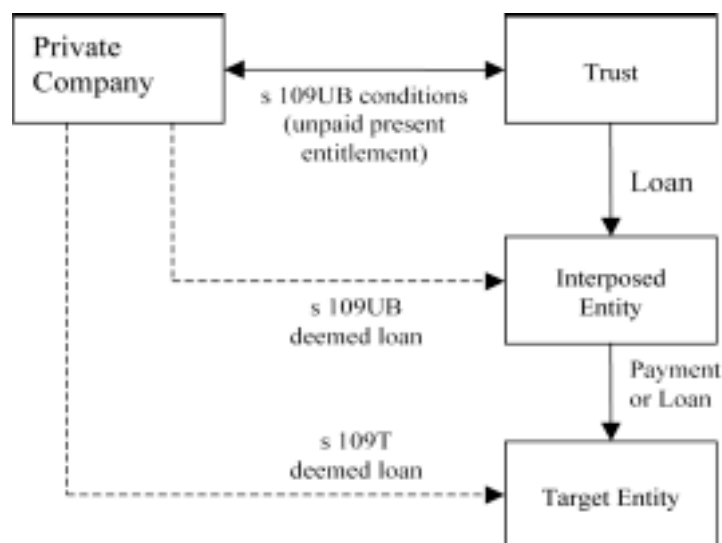 Private
Company
Trust
s 109UB conditions
(unpaid present
entitlement)
Loan
Interposed
Entity
s 109UB
deemed loan
Payment
or Loan
s 109T
deemed loan
Target Entity